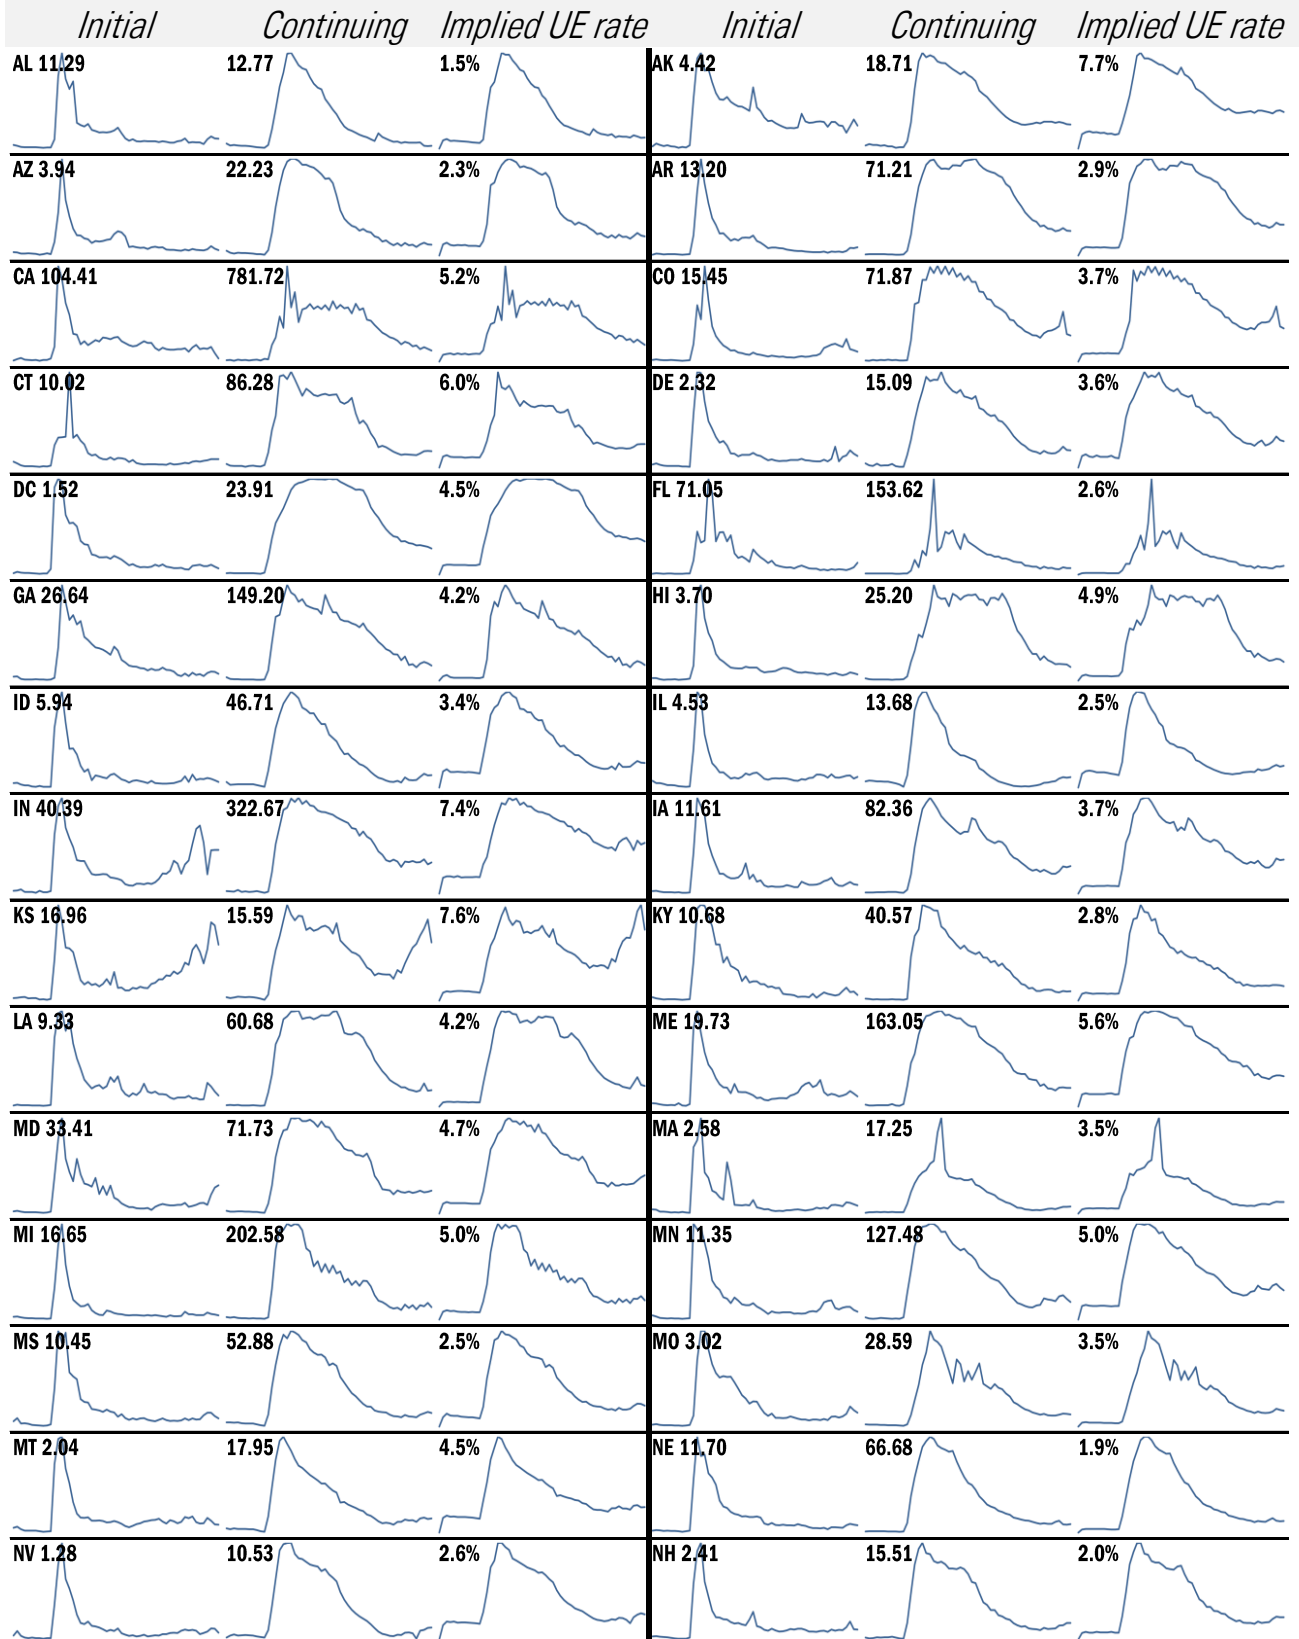 Initial Continuing Implied UE rate Initial Continuing Implied UE rate
AL 11.29 12.77 1.5% AK 4.42 18.71 7.7%
AZ 3.94 22.23 2.3% AR 13.20 71.21 2.9%
CA 104.41 781.72 5.2% CO 15.45 71.87 3.7%
CT 10.02 86.28 6.0% DE 2.32 15.09 3.6%
DC 1.52 23.91 4.5% FL 71.05 153.62 2.6%
GA 26.64 149.20 4.2% HI 3.70 25.20 4.9%
ID 5.94 46.71 3.4% IL 4.53 13.68 2.5%
IN 40.39 322.67 7.4% IA 11.61 82.36 3.7%
KS 16.96 15.59 7.6% KY 10.68 40.57 2.8%
LA 9.33 60.68 4.2% ME 19.73 163.05 5.6%
MD 33.41 71.73 4.7% MA 2.58 17.25 3.5%
MI 16.65 202.58 5.0% MN 11.35 127.48 5.0%
MS 10.45 52.88 2.5% MO 3.02 28.59 3.5%
MT 2.04 17.95 4.5% NE 11.70 66.68 1.9%
NV 1.28 10.53 2.6% NH 2.41 15.51 2.0%